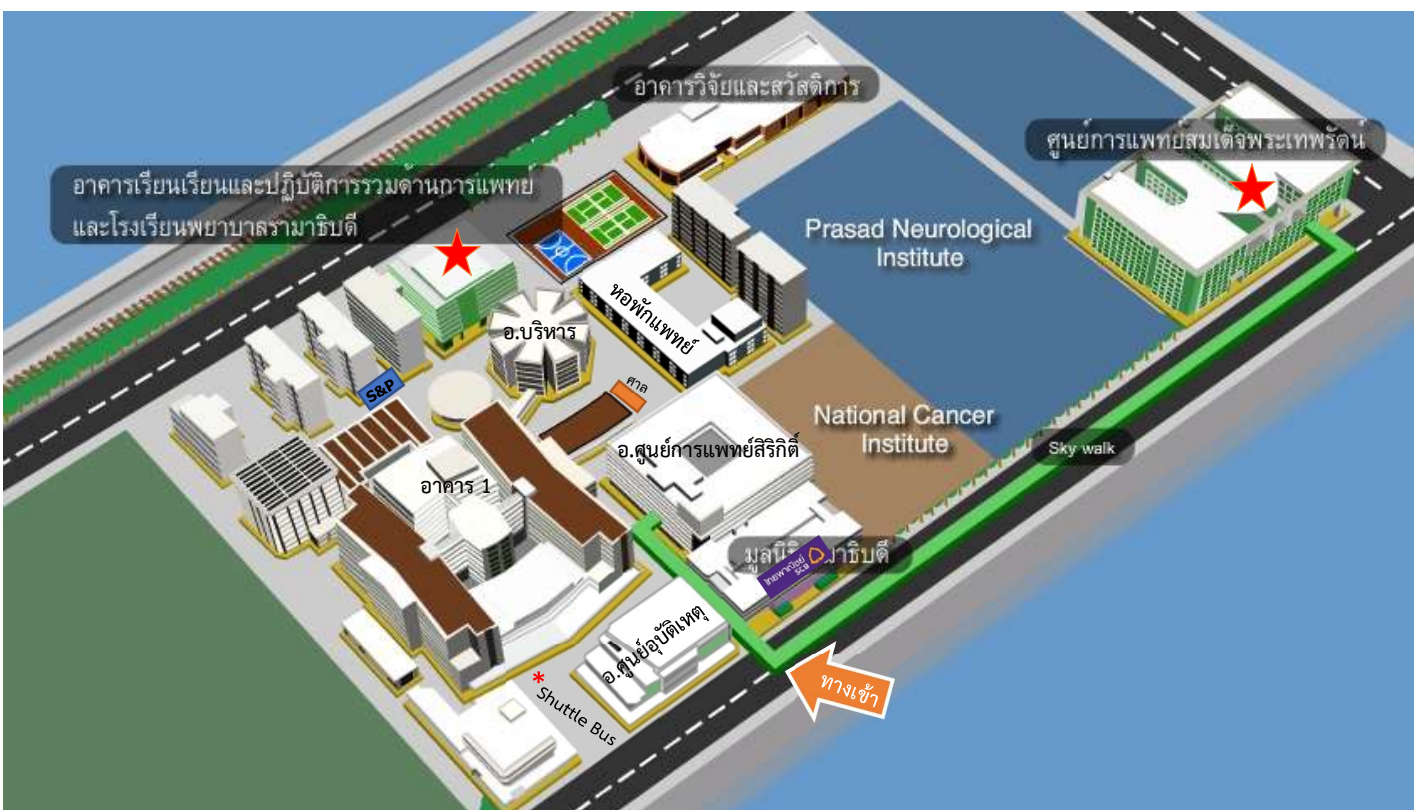 อาคารวิจัยและสวัสดิการ
ศูนย์การแพทย์สมเด็จพระเทพรัตน์
อาคารเรียนเรียนและปฏิบัติการรวมด้านการแพทย์
และโรงเรียนพยาบาลรามาธิบดี
Prasad Neurological
Institute
หอพักแพทย์
อ.บริหาร
S&P
ศาล
National Cancer
Institute
อ.ศูนย์การแพทย์สิริกิติ์
Sky walk
อาคาร 1
มูลนิธิ มาธิบดี
ไทยพาณิชย์
SCB
อ.ศูนย์อุบัติเหตุ
ทางเข้า
* Shuttle Bus